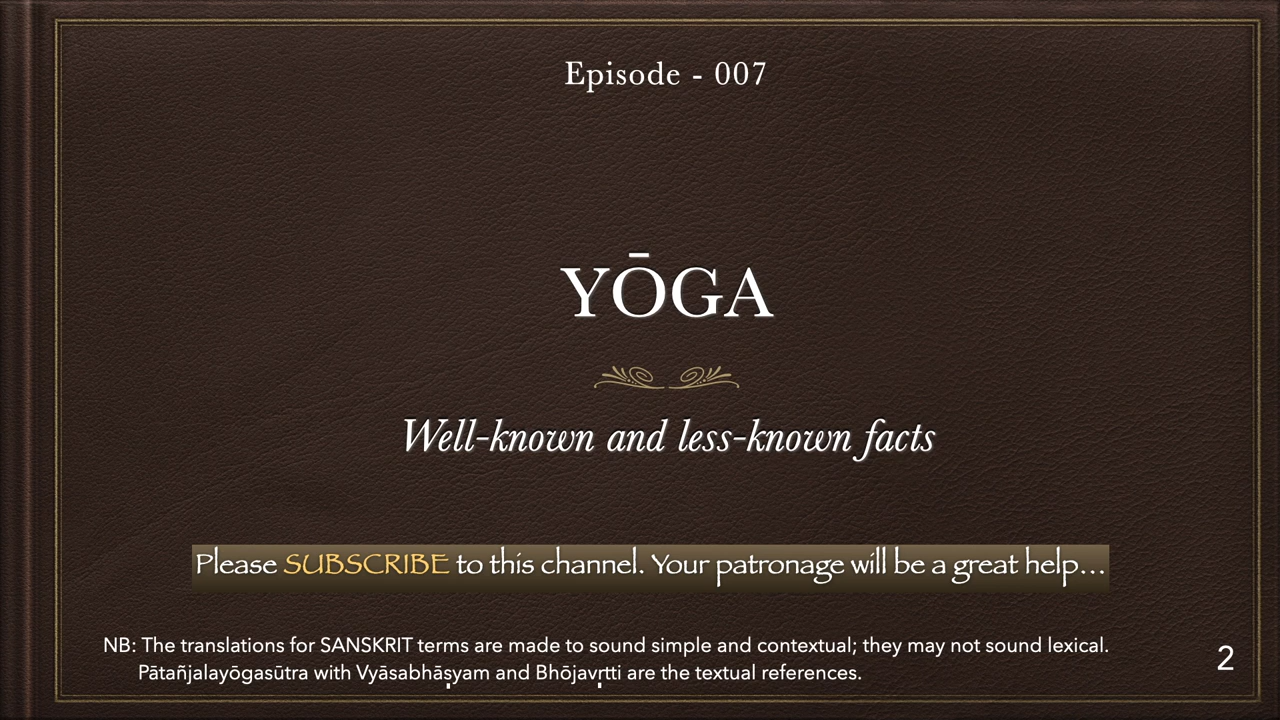 Episode - 007
YŌGA
Well-known and less-known facts
Please SUBSCRIBE to this channel. Your patronage will be a great help...
NB: The translations for SANSKRIT terms are made to sound simple and contextual; they may not sound lexical.
Pātañjalayōgasūtra with Vyāsabhāṣyam and Bhōjavṛtti are the textual references.
2